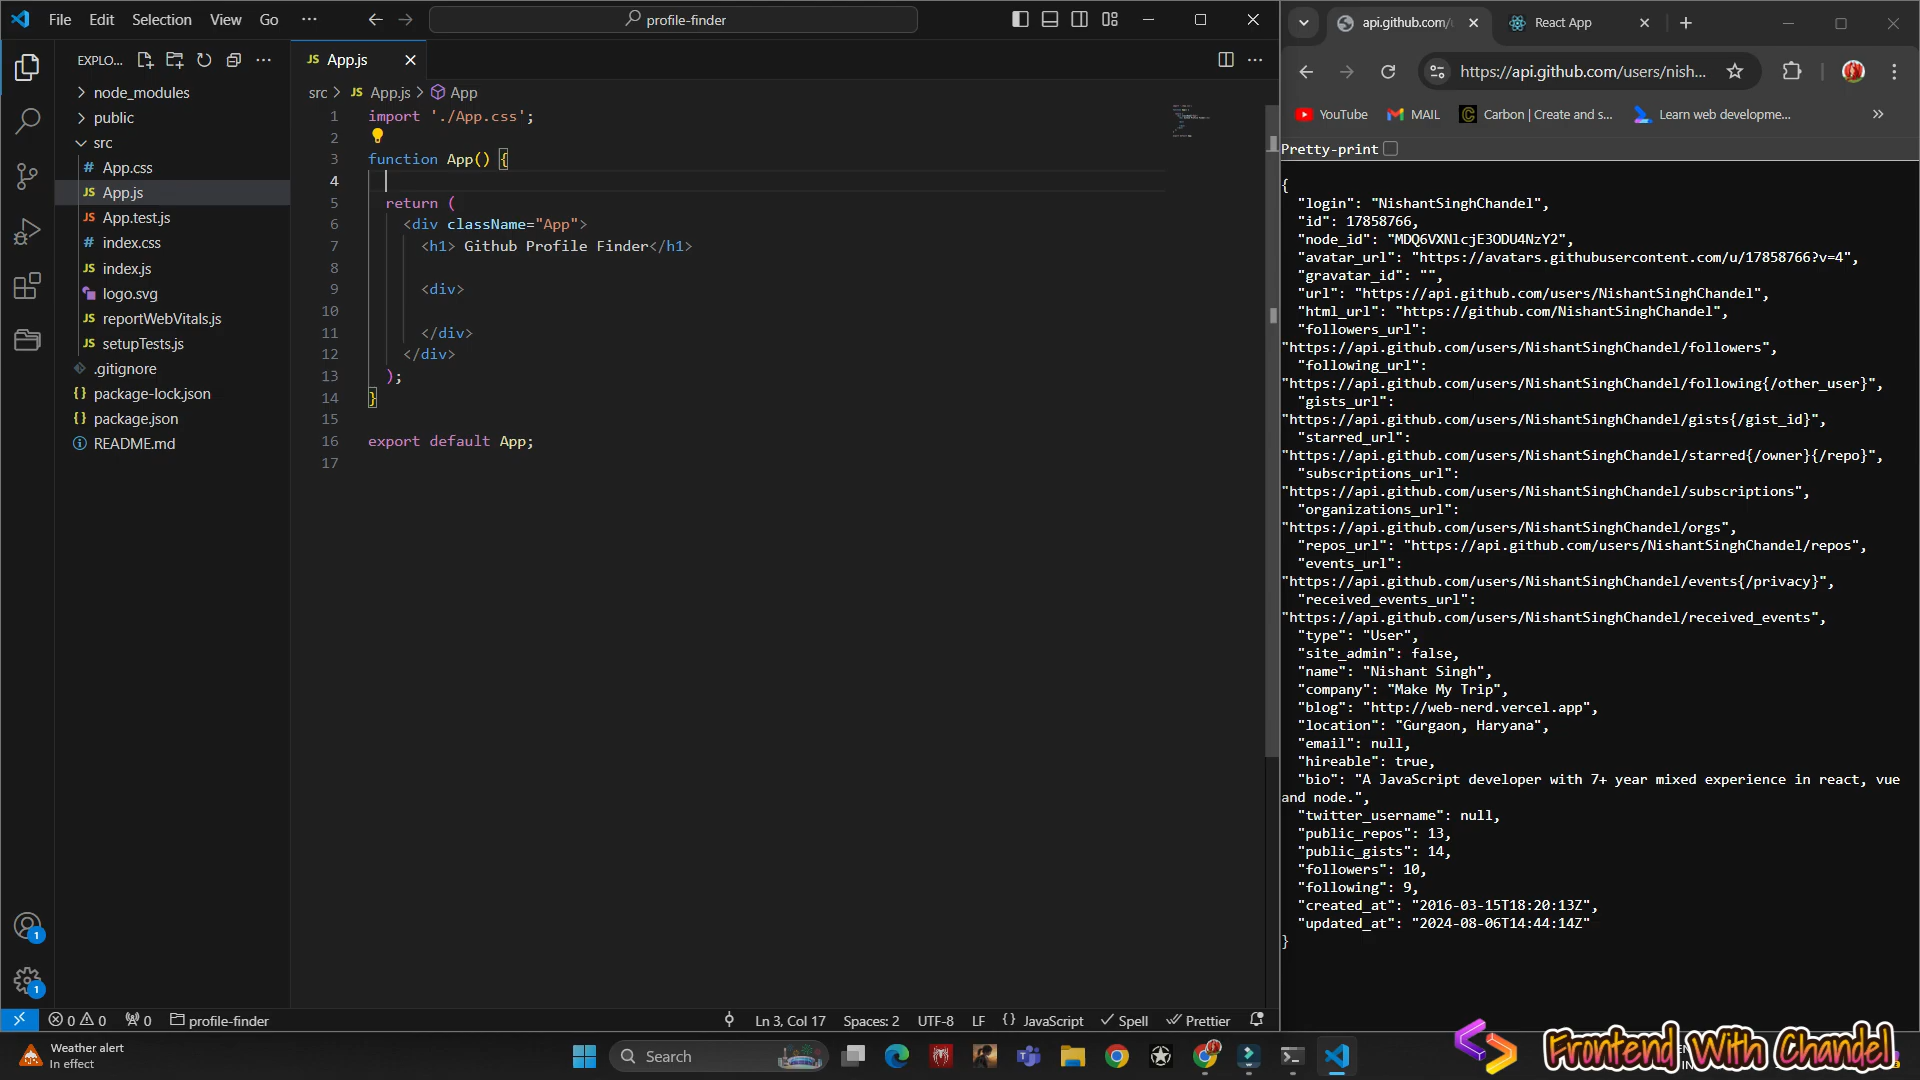 File Edit Selection View Go ··· profile-finder
EXPLO... ···
node_modules
public
src
# App.css
JS App.js
JS App.test.js
# index.css
JS index.js
logo.svg
JS reportWebVitals.js
JS setupTests.js
.gitignore
{} package-lock.json
{} package.json
README.md
JS App.js
src > JS App.js > App
1 import './App.css';
2
3 function App() {
4
5 return (
6 <div className="App">
7 <h1> Github Profile Finder</h1>
8
9 <div>
10
11 </div>
12 </div>
13 );
14 }
15
16 export default App;
17
1
1
0 0 0 profile-finder Ln 3, Col 17 Spaces: 2 UTF-8 LF {} JavaScript Spell Prettier
api.github.com/ React App
https://api.github.com/users/nish...
YouTube MAIL Carbon | Create and s... Learn web developme... »
Pretty-print
{
"login": "NishantSinghChandel",
"id": 17858766,
"node_id": "MDQ6VXNlcjE3ODU4NzY2",
"avatar_url": "https://avatars.githubusercontent.com/u/17858766?v=4",
"gravatar_id": "",
"url": "https://api.github.com/users/NishantSinghChandel",
"html_url": "https://github.com/NishantSinghChandel",
"followers_url":
"https://api.github.com/users/NishantSinghChandel/followers",
"following_url":
"https://api.github.com/users/NishantSinghChandel/following{/other_user}",
"gists_url":
"https://api.github.com/users/NishantSinghChandel/gists{/gist_id}",
"starred_url":
"https://api.github.com/users/NishantSinghChandel/starred{/owner}{/repo}",
"subscriptions_url":
"https://api.github.com/users/NishantSinghChandel/subscriptions",
"organizations_url":
"https://api.github.com/users/NishantSinghChandel/orgs",
"repos_url": "https://api.github.com/users/NishantSinghChandel/repos",
"events_url":
"https://api.github.com/users/NishantSinghChandel/events{/privacy}",
"received_events_url":
"https://api.github.com/users/NishantSinghChandel/received_events",
"type": "User",
"site_admin": false,
"name": "Nishant Singh",
"company": "Make My Trip",
"blog": "http://web-nerd.vercel.app",
"location": "Gurgaon, Haryana",
"email": null,
"hireable": true,
"bio": "A JavaScript developer with 7+ year mixed experience in react, vue
and node.",
"twitter_username": null,
"public_repos": 13,
"public_gists": 14,
"followers": 10,
"following": 9,
"created_at": "2016-03-15T18:20:13Z",
"updated_at": "2024-08-06T14:44:14Z"
}
Weather alert
In effect
Search
Frontend With Chandel